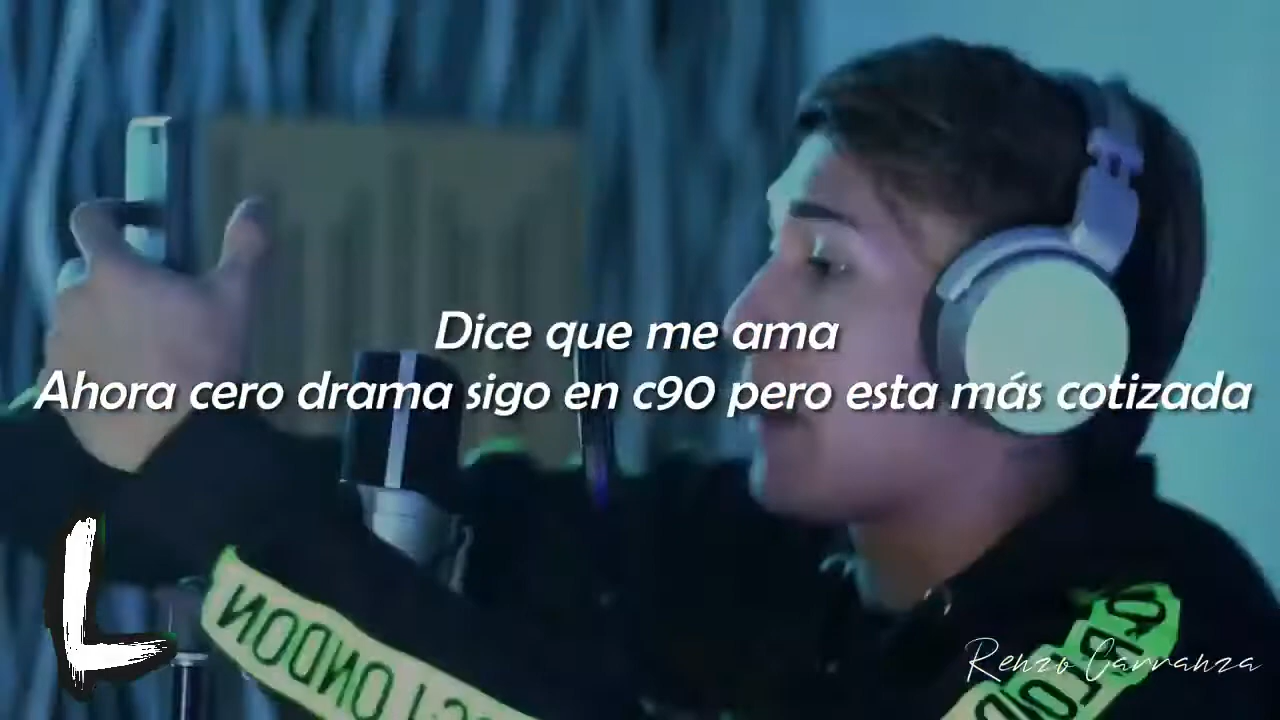 Dice que me ama
Ahora cero drama sigo en c90 pero esta más cotizada
L
LONDON
Renzo Carranza